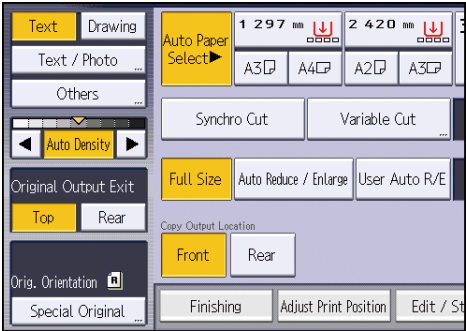 Text Drawing
Text / Photo ...
Others ...
Auto Density
Original Output Exit
Top Rear
Orig. Orientation R
Special Original ...
Auto Paper
Select▶
1 297 mm 2 420 mm
A3 A4 A2 A3
Synchro Cut Variable Cut ...
Full Size Auto Reduce / Enlarge User Auto R/E
Copy Output Location
Front Rear
Finishing Adjust Print Position Edit / St